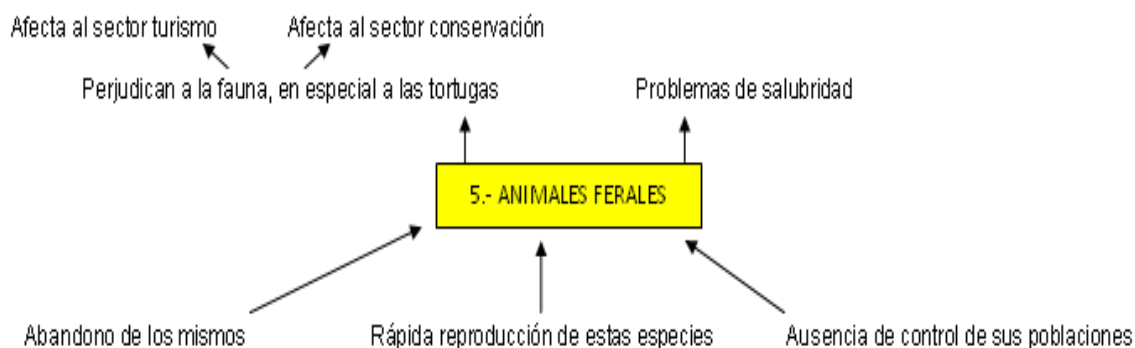 Afecta al sector turismo
Afecta al sector conservación
Perjudican a la fauna, en especial a las tortugas
Problemas de salubridad
5.- ANIMALES FERALES
Abandono de los mismos
Rápida reproducción de estas especies
Ausencia de control de sus poblaciones